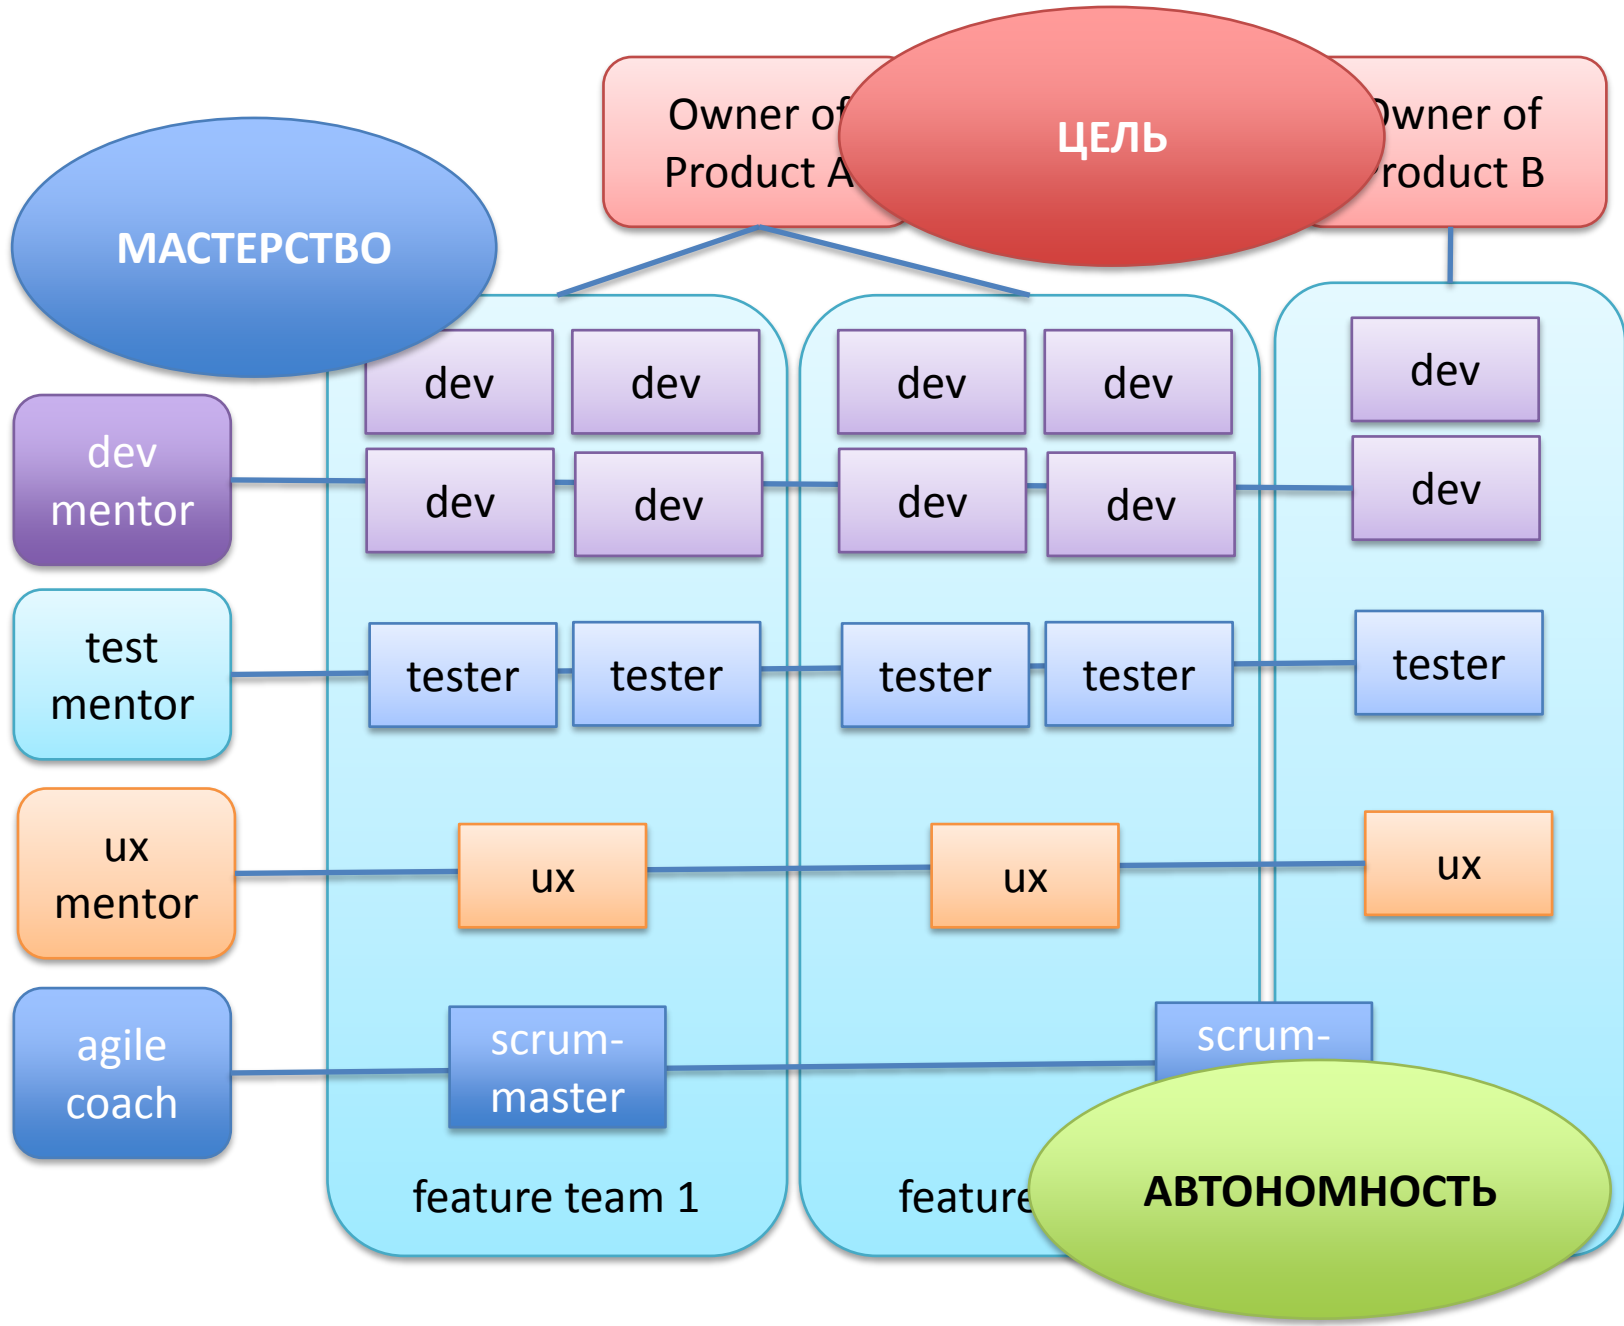 Owner of
Product A
ЦЕЛЬ
Owner of
Product B
МАСТЕРСТВО
dev
dev
dev
dev
dev
dev
mentor
dev
dev
dev
dev
dev
test
mentor
tester
tester
tester
tester
tester
ux
mentor
ux
ux
ux
agile
coach
scrum-
master
scrum-
feature team 1
feature
АВТОНОМНОСТЬ